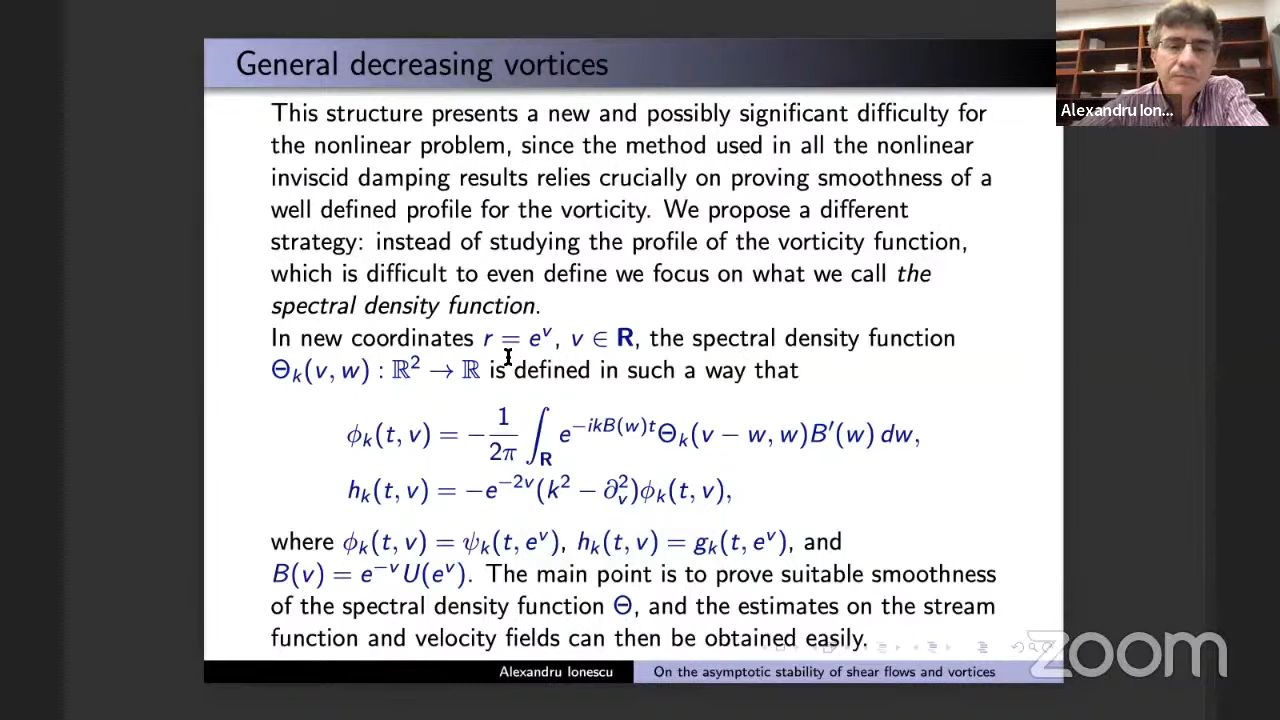 General decreasing vortices
Alexandru Ion...
This structure presents a new and possibly significant difficulty for
the nonlinear problem, since the method used in all the nonlinear
inviscid damping results relies crucially on proving smoothness of a
well defined profile for the vorticity. We propose a different
strategy: instead of studying the profile of the vorticity function,
which is difficult to even define we focus on what we call the
spectral density function.
In new coordinates r = e^v, v ∈ R, the spectral density function
Θ_k(v, w) : ℝ² → ℝ is defined in such a way that
ϕ_k(t, v) = −\frac{1}{2π} ∫_R e^{−ikB(w)t} Θ_k(v − w, w)B′(w) dw,
h_k(t, v) = −e^{−2v}(k² − ∂_v²)ϕ_k(t, v),
where ϕ_k(t, v) = ψ_k(t, e^v), h_k(t, v) = g_k(t, e^v), and
B(v) = e^{−v}U(e^v). The main point is to prove suitable smoothness
of the spectral density function Θ, and the estimates on the stream
function and velocity fields can then be obtained easily.
Alexandru Ionescu
On the asymptotic stability of shear flows and vortices
zoom